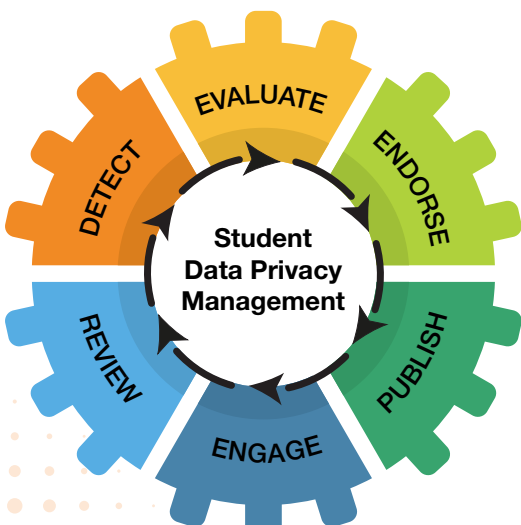 EVALUATE
ENDORSE
PUBLISH
ENGAGE
REVIEW
DETECT
Student
Data Privacy
Management